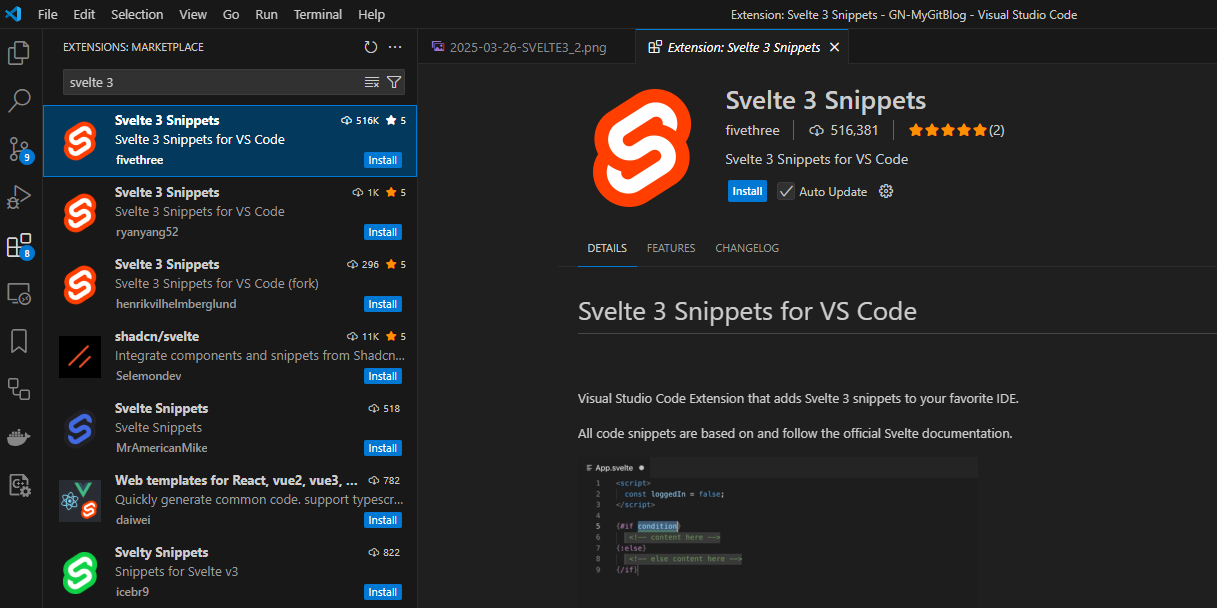 File Edit Selection View Go Run Terminal Help Extension: Svelte 3 Snippets - GN-MyGitBlog - Visual Studio Code
EXTENSIONS: MARKETPLACE
svelte 3
Svelte 3 Snippets 516K 5
Svelte 3 Snippets for VS Code
fivethree Install
Svelte 3 Snippets 1K 5
Svelte 3 Snippets for VS Code
ryanyang52 Install
Svelte 3 Snippets 296 5
Svelte 3 Snippets for VS Code (fork)
henrikvilhelmberglund Install
shadcn/svelte 11K 5
Integrate components and snippets from Shadcn...
Selemondev Install
Svelte Snippets 518
Svelte Snippets
MrAmericanMike Install
Web templates for React, vue2, vue3, ... 782
Quickly generate common code. support typescr...
daiwei Install
Svelty Snippets 822
Snippets for Svelte v3
icebr9 Install
9
8
2025-03-26-SVELTE3_2.png Extension: Svelte 3 Snippets
Svelte 3 Snippets
fivethree 516,381 (2)
Svelte 3 Snippets for VS Code
Install Auto Update
DETAILS FEATURES CHANGELOG
Svelte 3 Snippets for VS Code
Visual Studio Code Extension that adds Svelte 3 snippets to your favorite IDE.
All code snippets are based on and follow the official Svelte documentation.
App.svelte
1 <script>
2 const loggedIn = false;
3 </script>
4
5 {#if condition}
6 <!-- content here -->
7 {:else}
8 <!-- else content here -->
9 {/if}